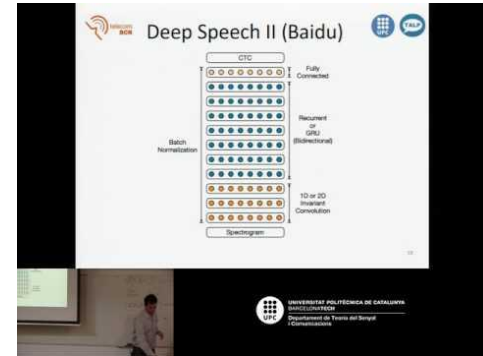 telecom
BCN
Deep Speech II (Baidu)
UPC
TALP
CTC
Fully
Connected
Recurrent
or
GRU
(Bidirectional)
Batch
Normalization
1D or 2D
Invariant
Convolution
Spectrogram
UPC
UNIVERSITAT POLITÈCNICA DE CATALUNYA
BARCELONATECH
Departament de Teoria del Senyal
i Comunicacions